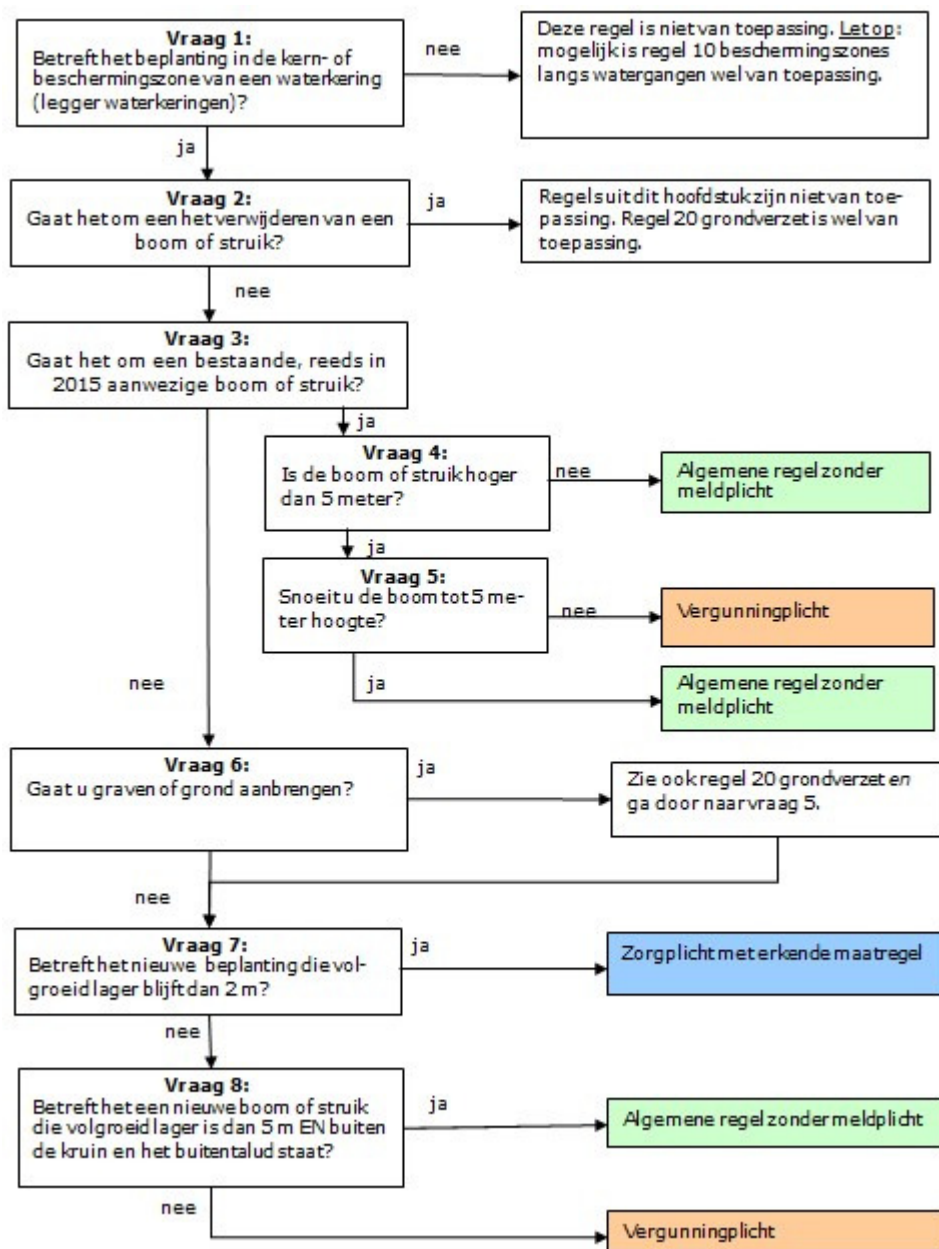 Vraag 1:
Betreft het beplanting in de kern- of
beschermingszone van een waterkering
(legger waterkeringen)?
nee
Deze regel is niet van toepassing. Let op:
mogelijk is regel 10 beschermingszones
langs watergangen wel van toepassing.
ja
Vraag 2:
Gaat het om een het verwijderen van een
boom of struik?
ja
Regels uit dit hoofdstuk zijn niet van toe-
passing. Regel 20 grondverzet is wel van
toepassing.
nee
Vraag 3:
Gaat het om een bestaande, reeds in
2015 aanwezige boom of struik?
ja
Vraag 4:
Is de boom of struik hoger
dan 5 meter?
nee
Algemene regel zonder
meldplicht
ja
Vraag 5:
Snoeit u de boom tot 5 me-
ter hoogte?
nee
Vergunningplicht
ja
Algemene regel zonder
meldplicht
nee
Vraag 6:
Gaat u graven of grond aanbrengen?
ja
Zie ook regel 20 grondverzet en
ga door naar vraag 5.
nee
Vraag 7:
Betreft het nieuwe beplanting die vol-
groeid lager blijft dan 2 m?
ja
Zorgplicht met erkende maatregel
nee
Vraag 8:
Betreft het een nieuwe boom of struik
die volgroeid lager is dan 5 m EN buiten
de kruin en het buitentalud staat?
ja
Algemene regel zonder meldplicht
nee
Vergunningplicht